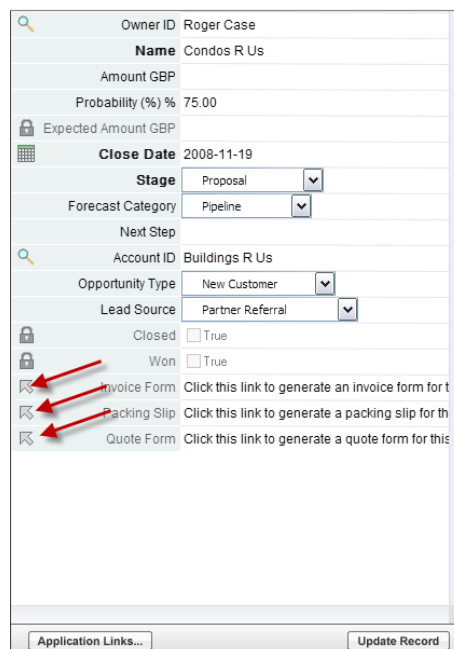 Owner ID Roger Case
Name Condos R Us
Amount GBP
Probability (%) % 75.00
Expected Amount GBP
Close Date 2008-11-19
Stage Proposal
Forecast Category Pipeline
Next Step
Account ID Buildings R Us
Opportunity Type New Customer
Lead Source Partner Referral
Closed True
Won True
Invoice Form Click this link to generate an invoice form for t
Packing Slip Click this link to generate a packing slip for th
Quote Form Click this link to generate a quote form for this
Application Links... Update Record